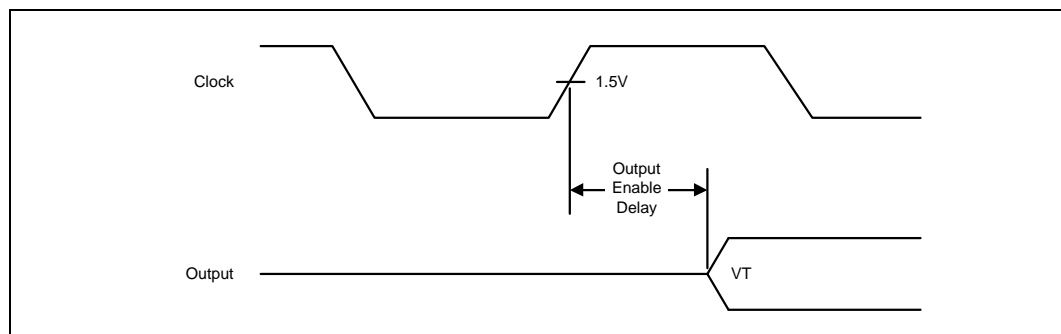 Clock
1.5V
Output
Enable
Delay
Output
VT